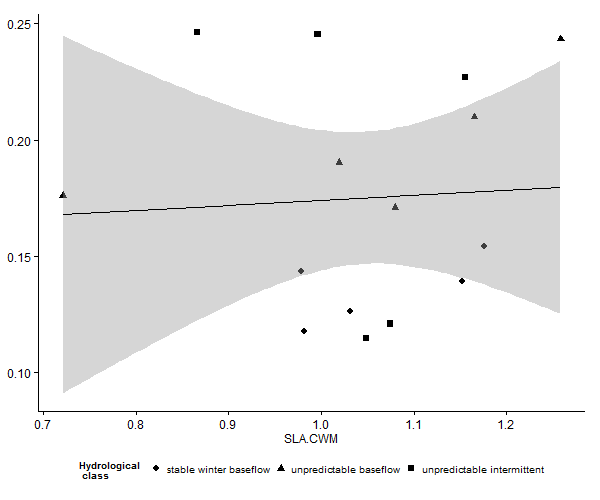 0.25
0.20
0.15
0.10
0.7 0.8 0.9 1.0 1.1 1.2
SLA.CWM
Hydrological
class
stable winter baseflow unpredictable baseflow unpredictable intermittent